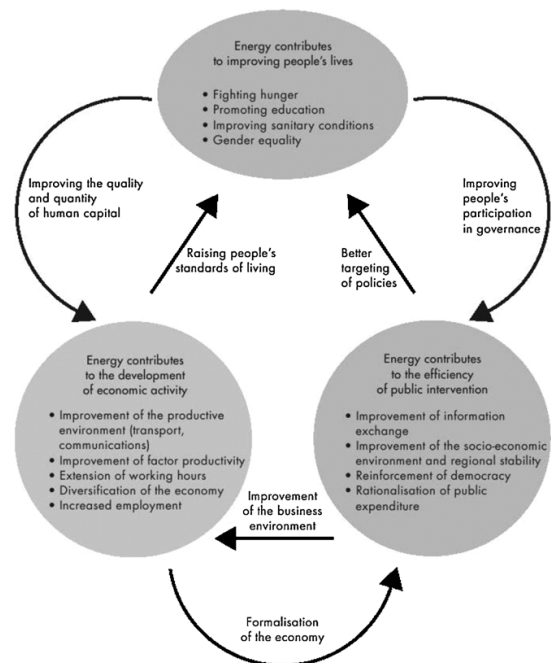 Energy contributes
to improving people's lives
• Fighting hunger
• Promoting education
• Improving sanitary conditions
• Gender equality
Improving the quality
and quantity
of human capital
Improving
people's
participation
in governance
Raising people's
standards of living
Better
targeting
of policies
Energy contributes
to the development
of economic activity
• Improvement of the productive
environment (transport,
communications)
• Improvement of factor productivity
• Extension of working hours
• Diversification of the economy
• Increased employment
Energy contributes
to the efficiency
of public intervention
• Improvement of information
exchange
• Improvement of the socio-economic
environment and regional stability
• Reinforcement of democracy
• Rationalisation of public
expenditure
Improvement
of the business
environment
Formalisation
of the economy